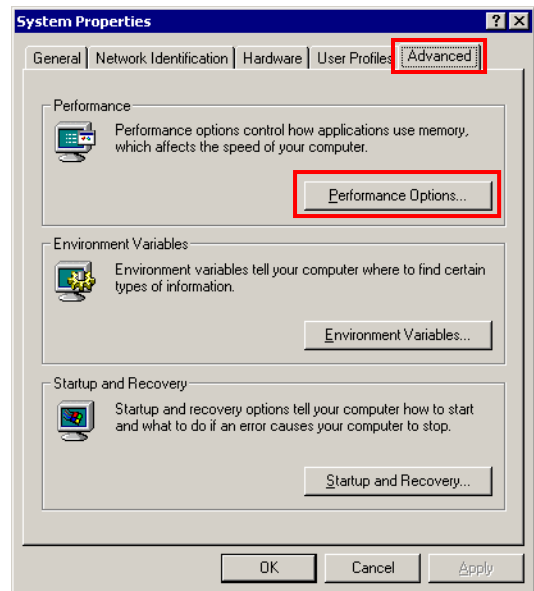 System Properties
General Network Identification Hardware User Profiles Advanced
Performance
Performance options control how applications use memory,
which affects the speed of your computer.
Performance Options...
Environment Variables
Environment variables tell your computer where to find certain
types of information.
Environment Variables...
Startup and Recovery
Startup and recovery options tell your computer how to start
and what to do if an error causes your computer to stop.
Startup and Recovery...
OK Cancel Apply